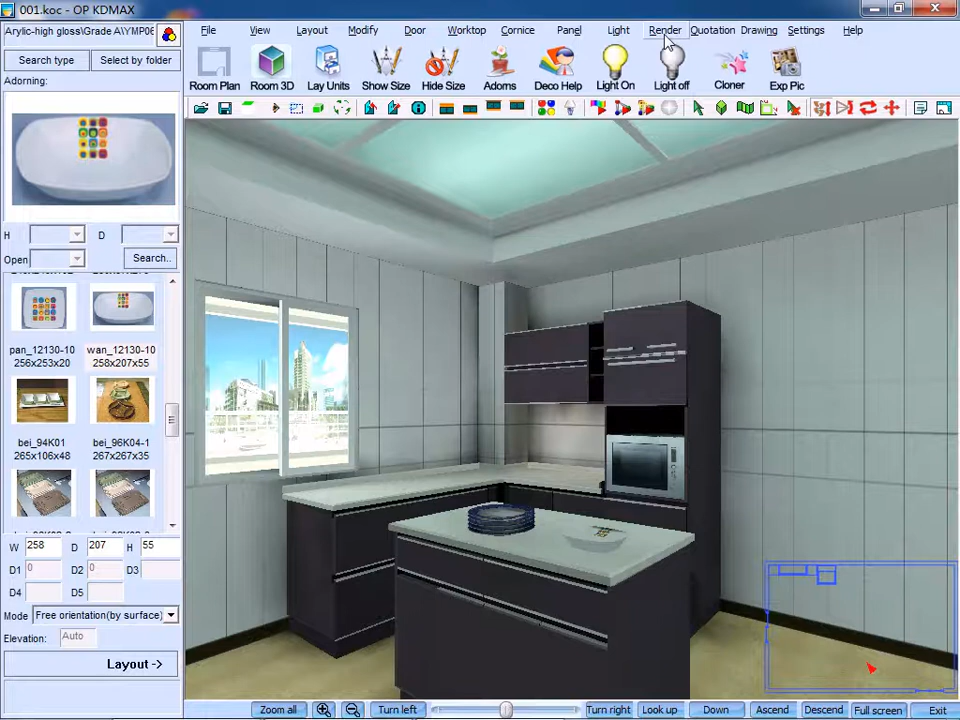 001.koc - OP KDMAX
Arylic-high gloss\Grade A\YMP06
File View Layout Modify Door Worktop Cornice Panel Light Render Quotation Drawing Settings Help
Search type Select by folder
Room Plan Room 3D Lay Units Show Size Hide Size Adorns Deco Help Light On Light off Cloner Exp Pic
Adorning:
H D
Open Search..
pan_12130-10 wan_12130-10
256x253x20 258x207x55
bei_94K01 bei_96K04-1
265x106x48 267x267x35
W 258 D 207 H 55
D1 0 D2 0 D3
D4 D5
Mode Free orientation(by surface)
Elevation: Auto
Layout ->
Zoom all Turn left Turn right Look up Down Ascend Descend Full screen Exit